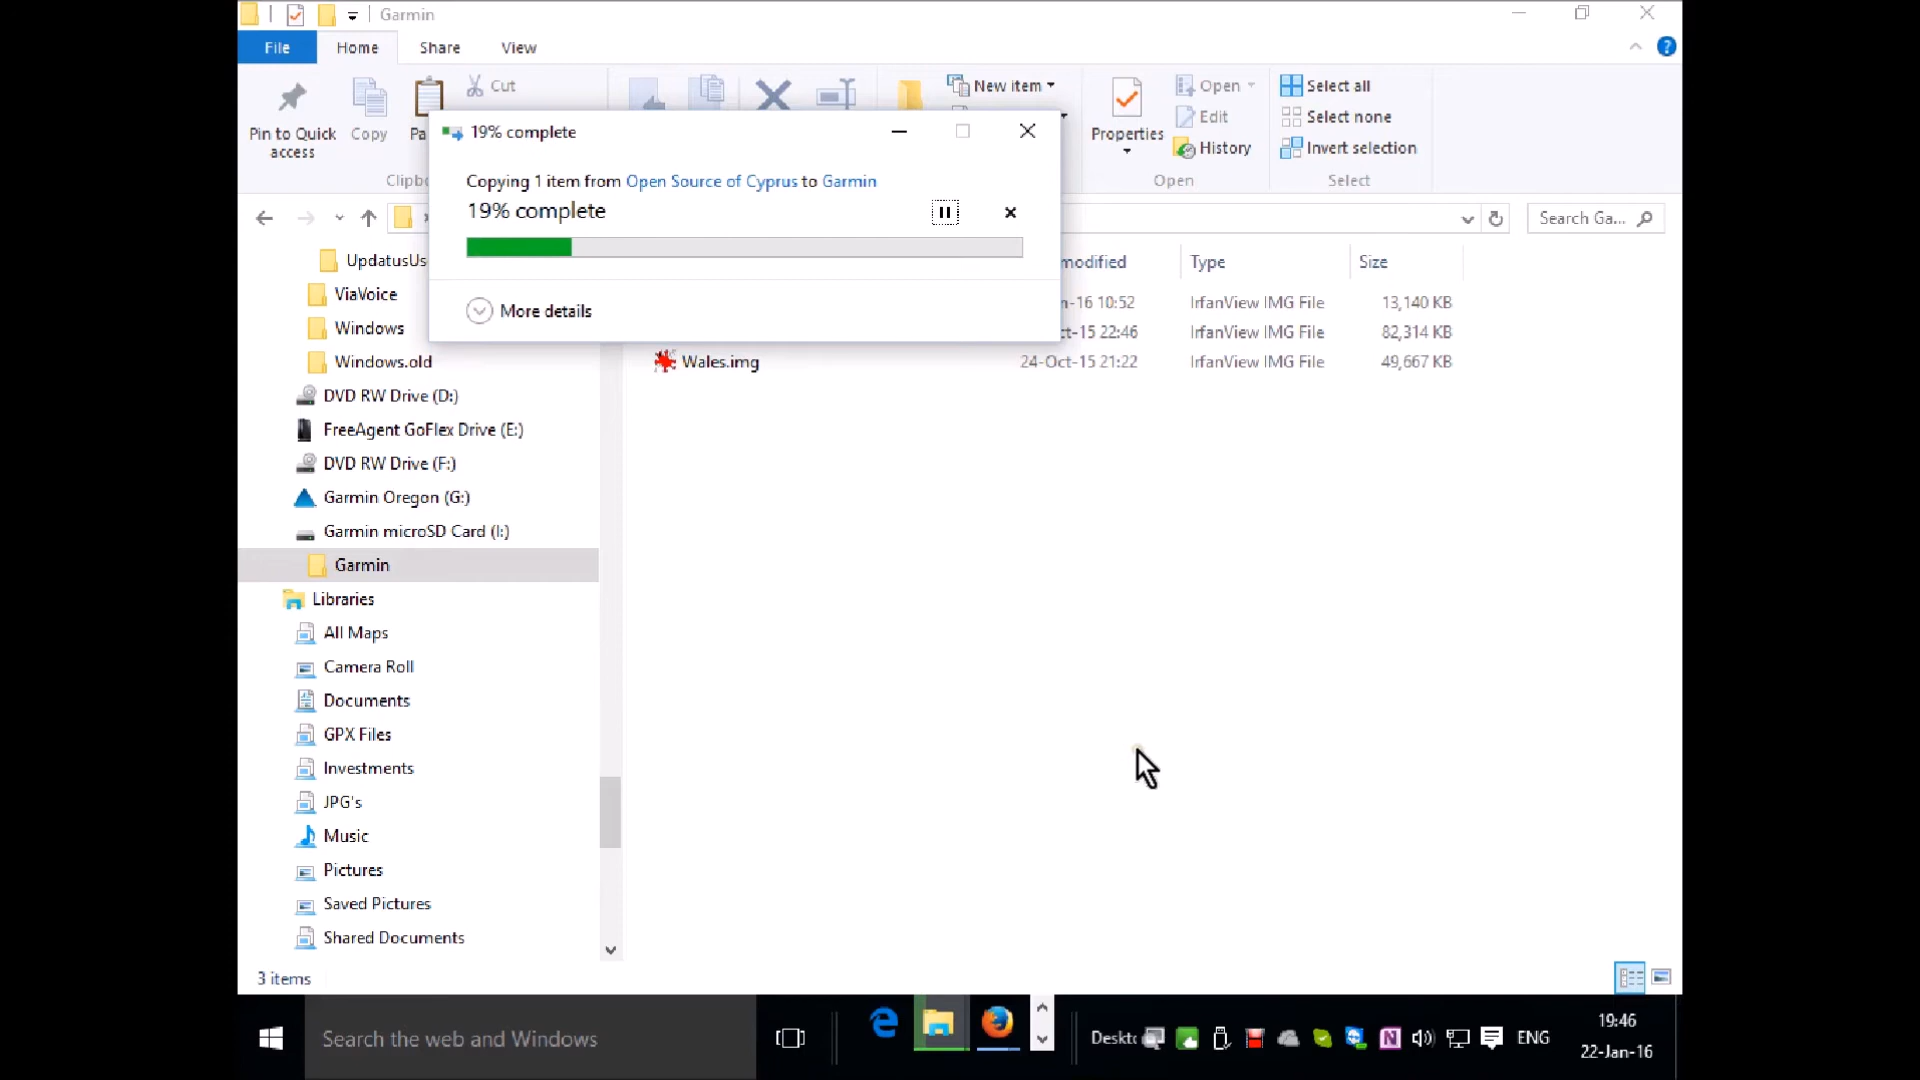 Garmin
File Home Share View
Pin to Quick access
Copy
Cut
New item
Properties
Open
Edit
History
Select all
Select none
Invert selection
Open
Select
19% complete
Copying 1 item from Open Source of Cyprus to Garmin
19% complete
More details
Search Ga...
modified Type Size
10:52 IrfanView IMG File 13,140 KB
22:46 IrfanView IMG File 82,314 KB
Wales.img 24-Oct-15 21:22 IrfanView IMG File 49,667 KB
UpdatusUs
ViaVoice
Windows
Windows.old
DVD RW Drive (D:)
FreeAgent GoFlex Drive (E:)
DVD RW Drive (F:)
Garmin Oregon (G:)
Garmin microSD Card (I:)
Garmin
Libraries
All Maps
Camera Roll
Documents
GPX Files
Investments
JPG's
Music
Pictures
Saved Pictures
Shared Documents
3 items
Search the web and Windows
Deskto
ENG
19:46
22-Jan-16